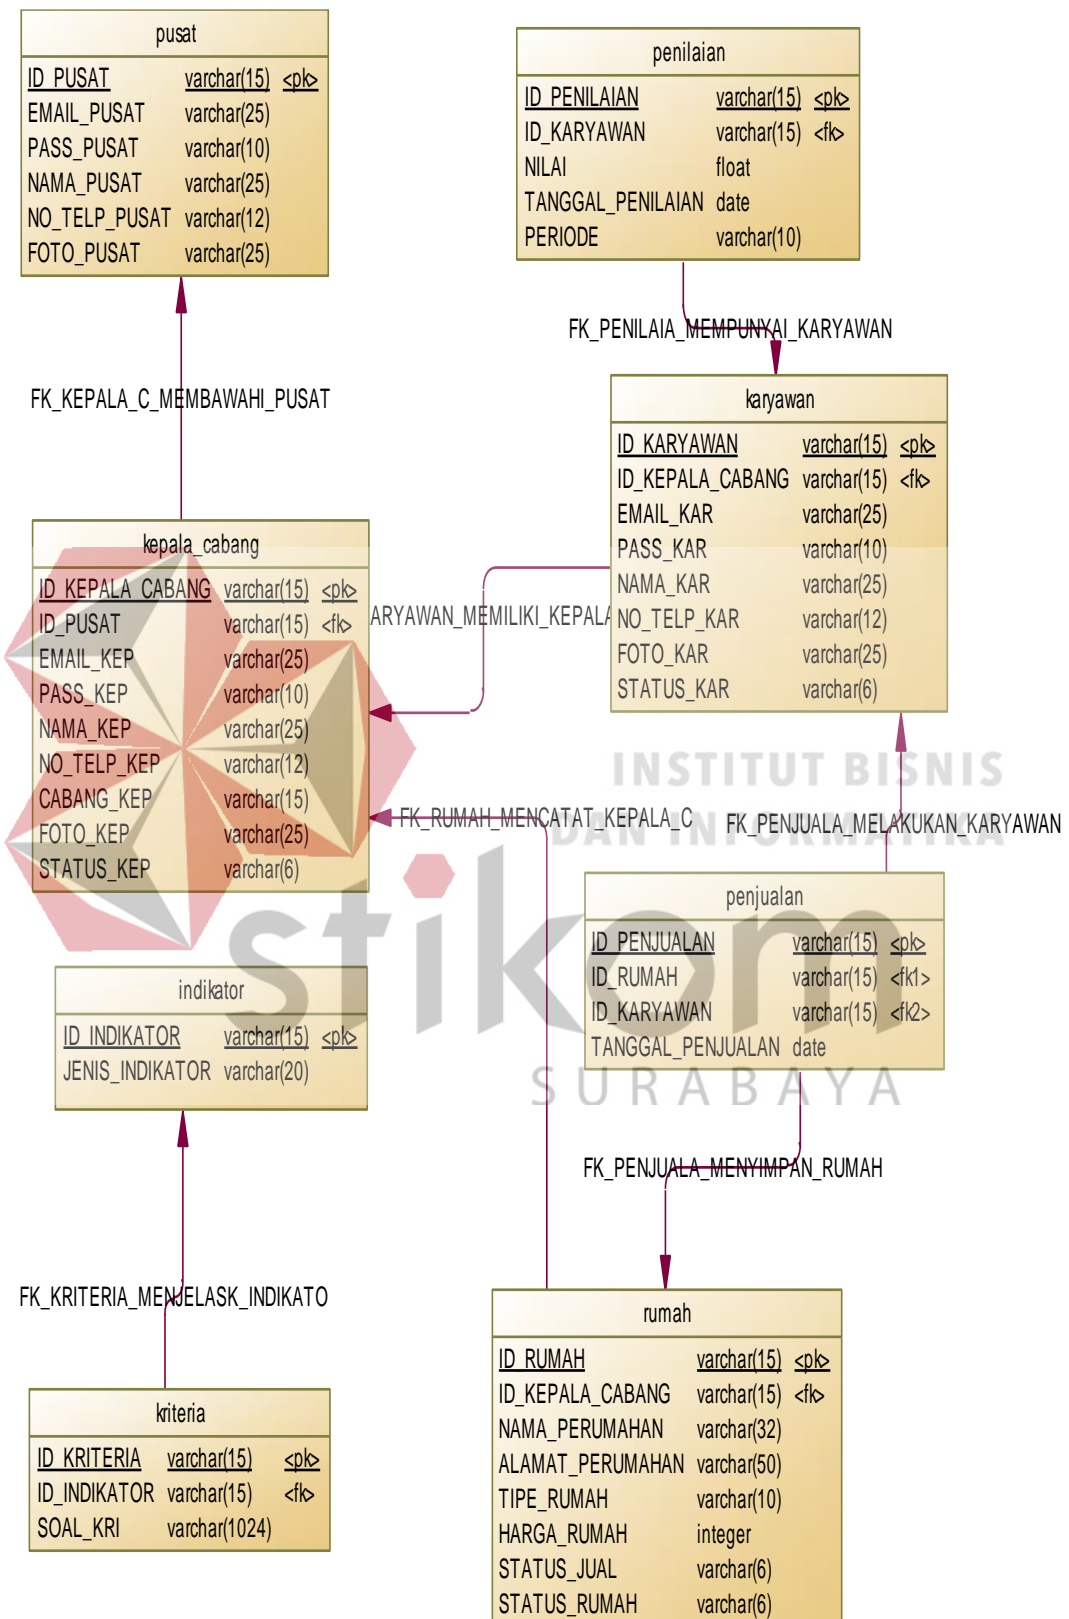 pusat
ID_PUSAT varchar(15) <pk>
EMAIL_PUSAT varchar(25)
PASS_PUSAT varchar(10)
NAMA_PUSAT varchar(25)
NO_TELP_PUSAT varchar(12)
FOTO_PUSAT varchar(25)
penilaian
ID_PENILAIAN varchar(15) <pk>
ID_KARYAWAN varchar(15) <fk>
NILAI float
TANGGAL_PENILAIAN date
PERIODE varchar(10)
FK_PENILAIA_MEMPUNYAI_KARYAWAN
FK_KEPALA_C_MEMBAWAHI_PUSAT
karyawan
ID_KARYAWAN varchar(15) <pk>
ID_KEPALA_CABANG varchar(15) <fk>
EMAIL_KAR varchar(25)
PASS_KAR varchar(10)
NAMA_KAR varchar(25)
NO_TELP_KAR varchar(12)
FOTO_KAR varchar(25)
STATUS_KAR varchar(6)
kepala_cabang
ID_KEPALA_CABANG varchar(15) <pk>
ID_PUSAT varchar(15) <fk>
EMAIL_KEP varchar(25)
PASS_KEP varchar(10)
NAMA_KEP varchar(25)
NO_TELP_KEP varchar(12)
CABANG_KEP varchar(15)
FOTO_KEP varchar(25)
STATUS_KEP varchar(6)
ARYAWAN_MEMILIKI_KEPALA
INSTITUT BISNIS
DAN INFORMATIKA
FK_RUMAH_MENCATAT_KEPALA_C
FK_PENJUALA_MELAKUKAN_KARYAWAN
stikom
SURABAYA
penjualan
ID_PENJUALAN varchar(15) <pk>
ID_RUMAH varchar(15) <fk1>
ID_KARYAWAN varchar(15) <fk2>
TANGGAL_PENJUALAN date
indikator
ID_INDIKATOR varchar(15) <pk>
JENIS_INDIKATOR varchar(20)
FK_PENJUALA_MENYIMPAN_RUMAH
FK_KRITERIA_MENJELASK_INDIKATO
rumah
ID_RUMAH varchar(15) <pk>
ID_KEPALA_CABANG varchar(15) <fk>
NAMA_PERUMAHAN varchar(32)
ALAMAT_PERUMAHAN varchar(50)
TIPE_RUMAH varchar(10)
HARGA_RUMAH integer
STATUS_JUAL varchar(6)
STATUS_RUMAH varchar(6)
kriteria
ID_KRITERIA varchar(15) <pk>
ID_INDIKATOR varchar(15) <fk>
SOAL_KRI varchar(1024)